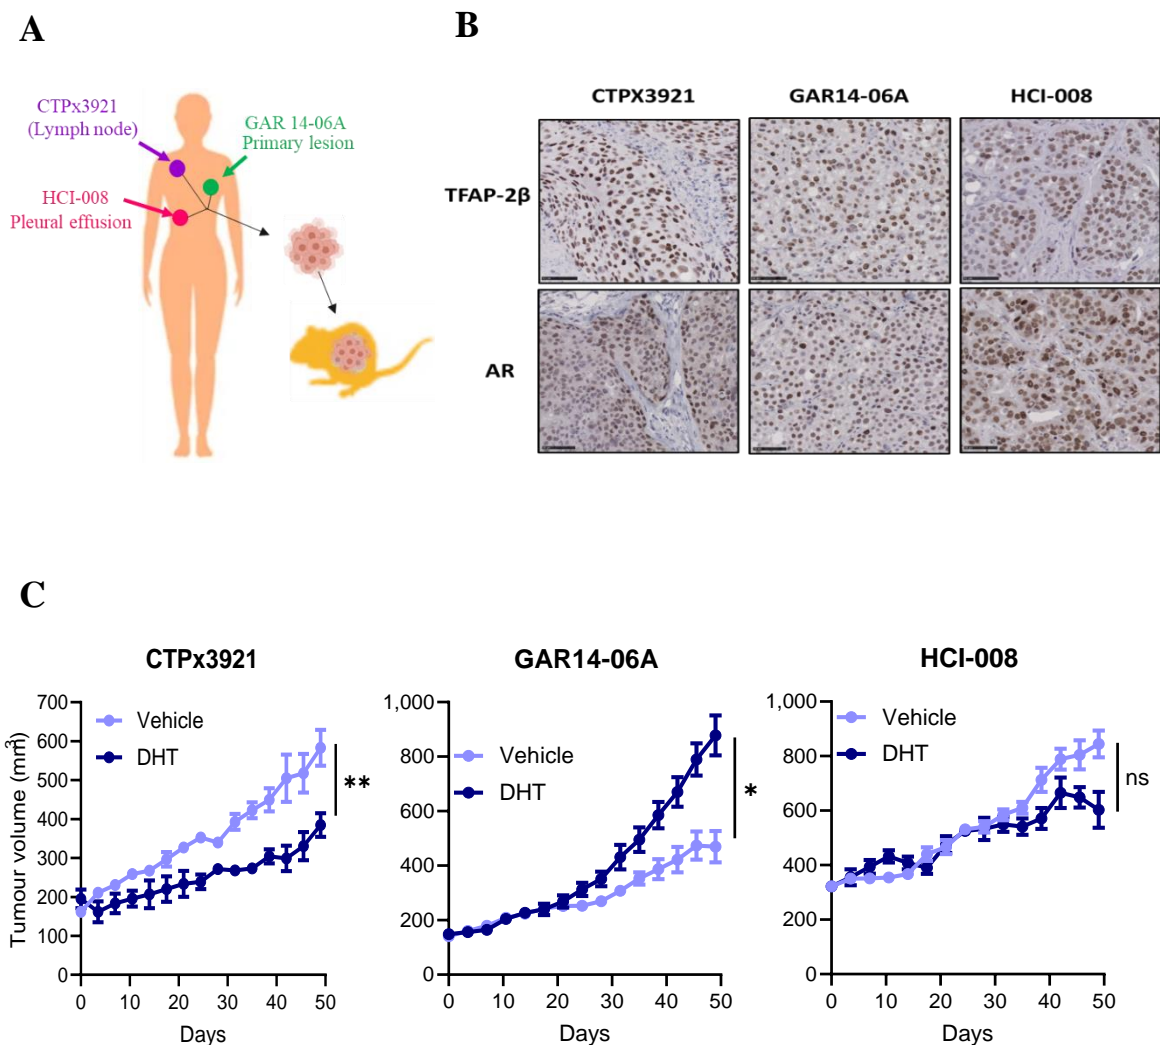 A
CTPx3921
(Lymph node)
GAR 14-06A
Primary lesion
HCI-008
Pleural effusion
B
CTPX3921 GAR14-06A HCI-008
TFAP-2β
AR
C
CTPx3921
Tumour volume (mm3)
700
600
500
400
300
200
100
0
Vehicle
DHT
**
0 10 20 30 40 50
Days
GAR14-06A
1,000
800
600
400
200
0
Vehicle
DHT
*
0 10 20 30 40 50
Days
HCI-008
1,000
800
600
400
200
0
Vehicle
DHT
ns
0 10 20 30 40 50
Days